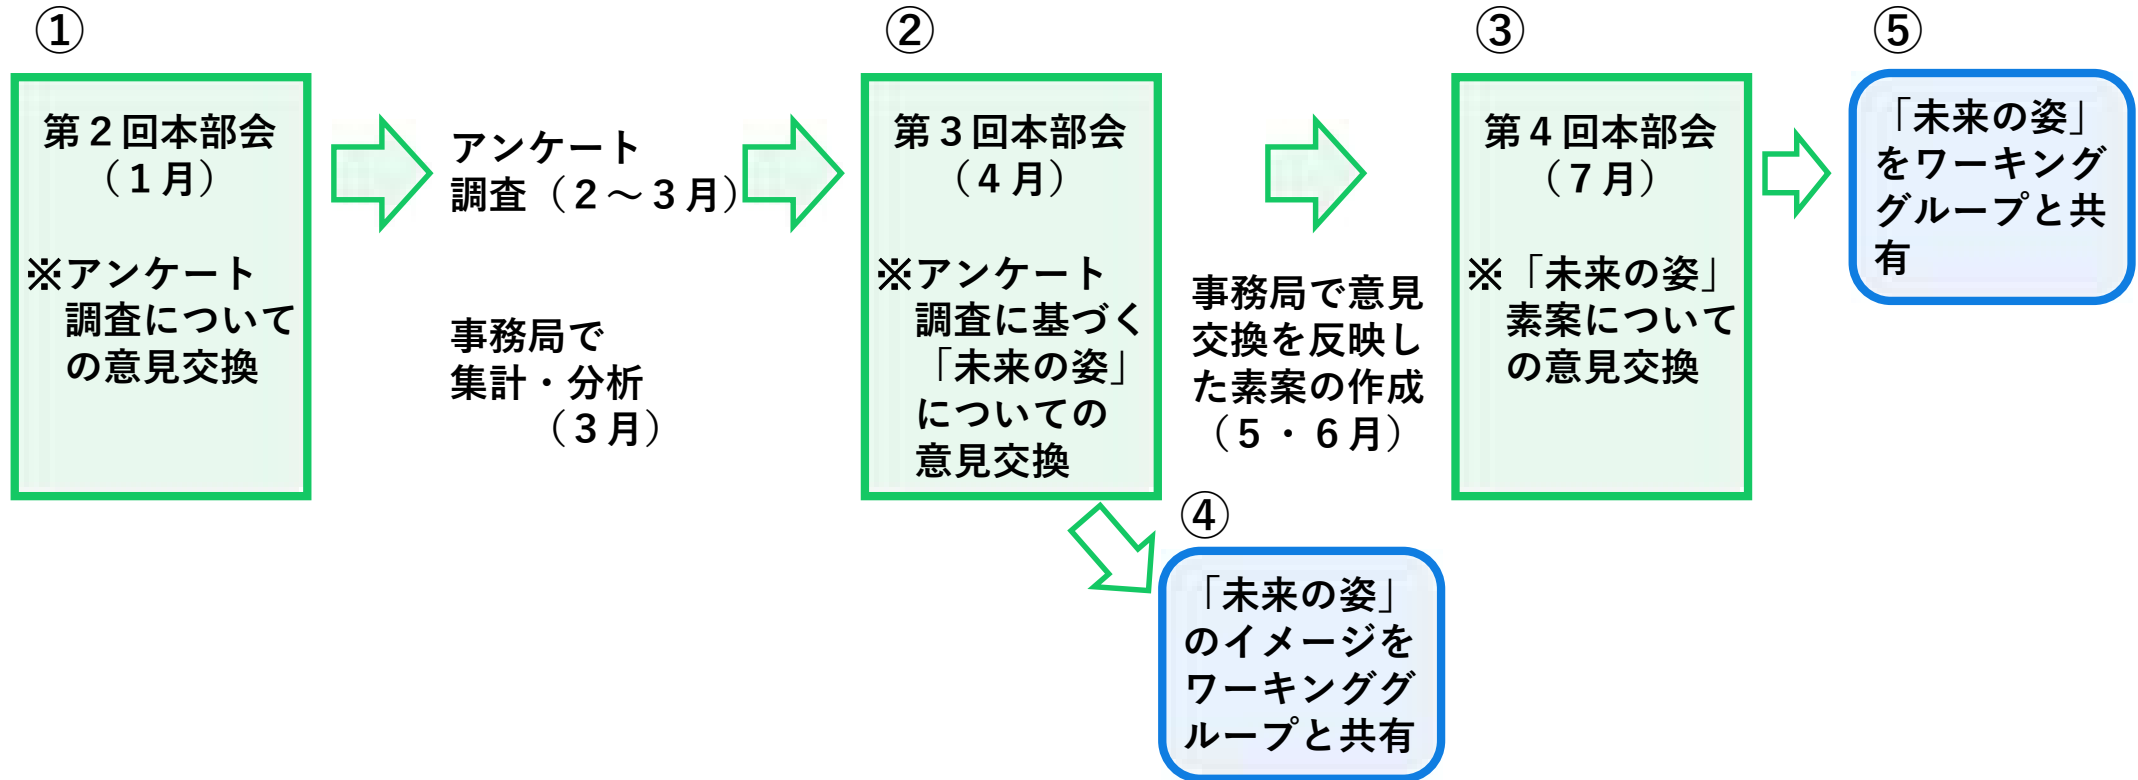 ①
第２回本部会
（１月）
※アンケート
調査について
の意見交換
アンケート
調査（２～３月）
事務局で
集計・分析
（３月）
②
第３回本部会
（４月）
※アンケート
調査に基づく
「未来の姿」
についての
意見交換
事務局で意見
交換を反映し
た素案の作成
（５・６月）
③
第４回本部会
（７月）
※「未来の姿」
素案について
の意見交換
④
「未来の姿」
のイメージを
ワーキンググ
ループと共有
⑤
「未来の姿」
をワーキング
グループと共
有